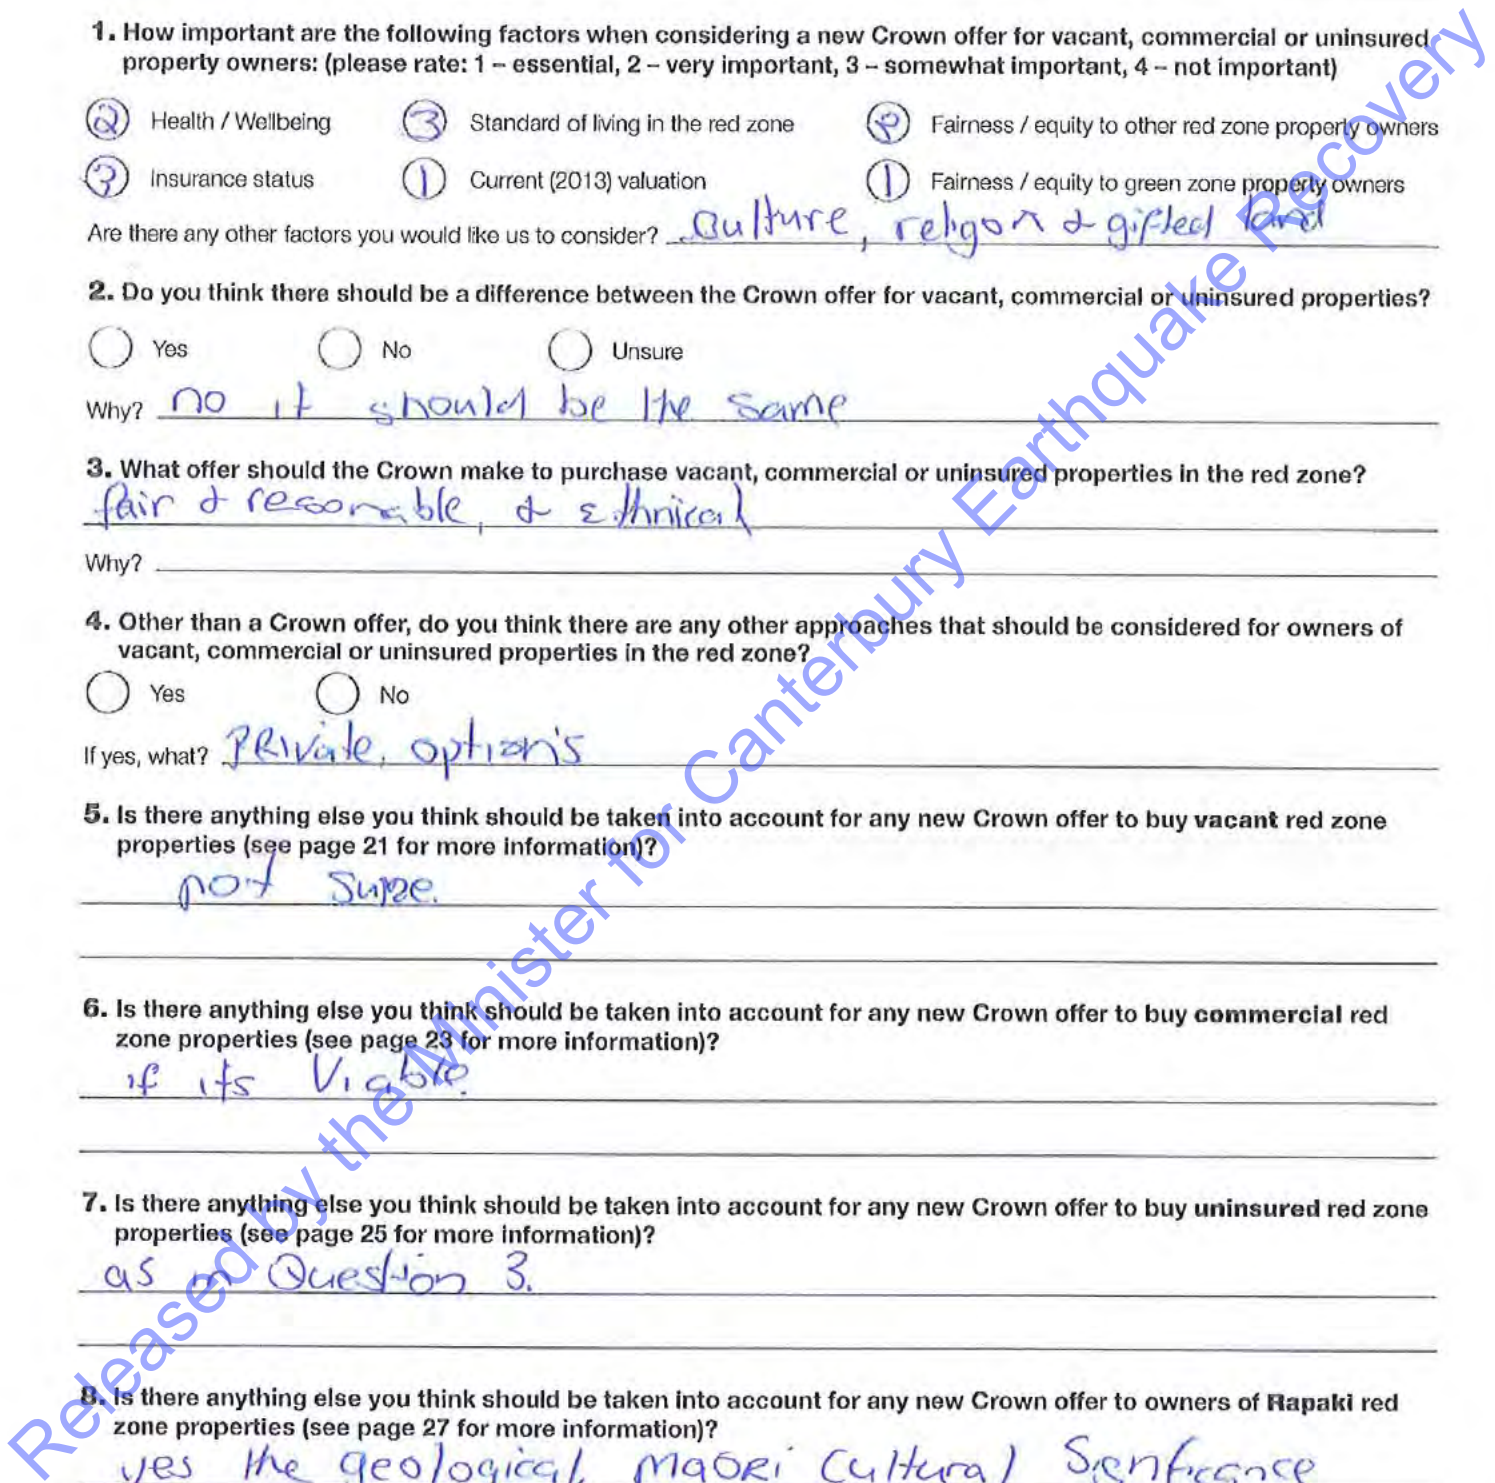 1. How important are the following factors when considering a new Crown offer for vacant, commercial or uninsured
property owners: (please rate: 1 – essential, 2 – very important, 3 – somewhat important, 4 – not important)
2 Health / Wellbeing 3 Standard of living in the red zone 2 Fairness / equity to other red zone property owners
3 Insurance status 1 Current (2013) valuation 1 Fairness / equity to green zone property owners
Are there any other factors you would like us to consider? Culture, religon & gifted land
2. Do you think there should be a difference between the Crown offer for vacant, commercial or uninsured properties?
Yes No Unsure
Why? no it should be the same
3. What offer should the Crown make to purchase vacant, commercial or uninsured properties in the red zone?
fair & resonable, & ethnical
Why?
4. Other than a Crown offer, do you think there are any other approaches that should be considered for owners of
vacant, commercial or uninsured properties in the red zone?
Yes No
If yes, what? PRIvate, option's
5. Is there anything else you think should be taken into account for any new Crown offer to buy vacant red zone
properties (see page 21 for more information)?
not sure.
6. Is there anything else you think should be taken into account for any new Crown offer to buy commercial red
zone properties (see page 23 for more information)?
if its Viable.
7. Is there anything else you think should be taken into account for any new Crown offer to buy uninsured red zone
properties (see page 25 for more information)?
as in Question 3.
8. Is there anything else you think should be taken into account for any new Crown offer to owners of Rapaki red
zone properties (see page 27 for more information)?
yes the geological, maori Cultural Signficance
Released by the Minister for Canterbury Earthquake Recovery